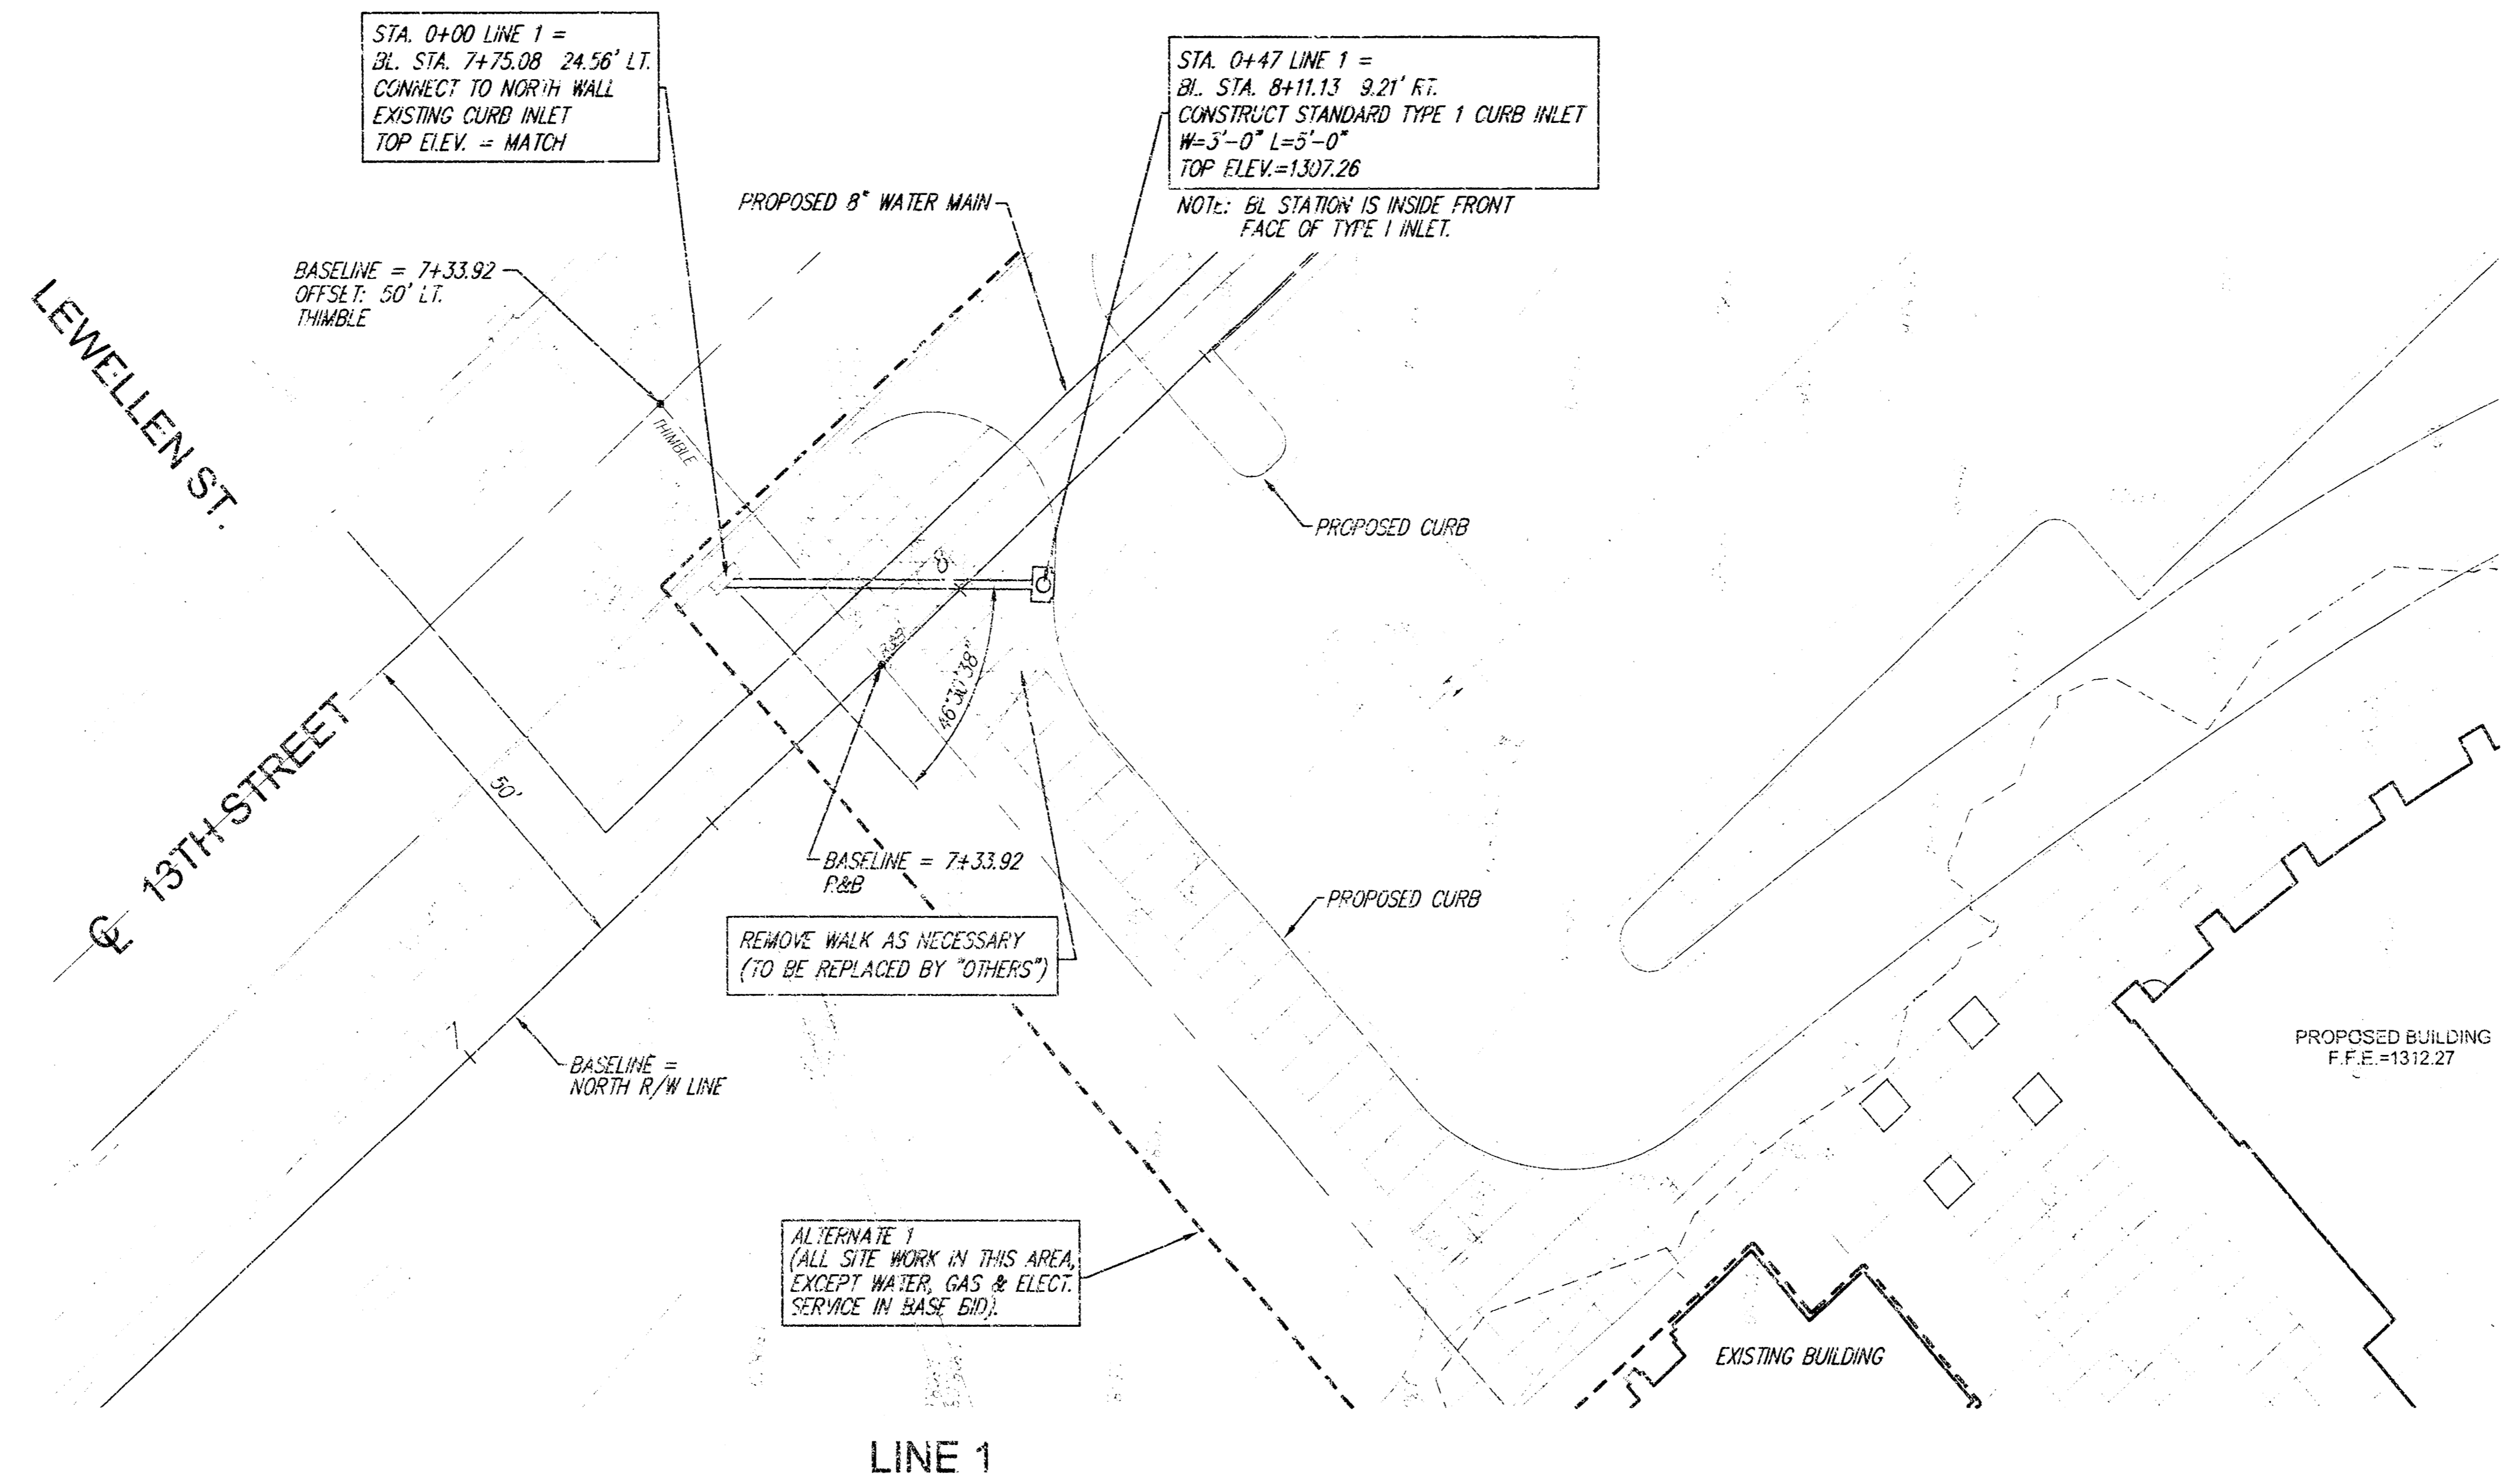 STA. 0+00 LINE 1 =
BL. STA. 7+75.08 24.56' LT.
CONNECT TO NORTH WALL
EXISTING CURB INLET
TOP ELEV. = MATCH
STA. 0+47 LINE 1 =
BL. STA. 8+11.13 9.21' RT.
CONSTRUCT STANDARD TYPE 1 CURB INLET
W=3'-0" L=5'-0"
TOP ELEV.=1307.26
NOTE: BL STATION IS INSIDE FRONT
FACE OF TYPE I INLET.
PROPOSED 8" WATER MAIN
BASELINE = 7+33.92
OFFSET: 50' LT.
THIMBLE
LEWELLEN ST.
THIMBLE
PROPOSED CURB
8
46°30'38"
℄ 13TH STREET
50'
BASELINE = 7+33.92
R&B
PROPOSED CURB
REMOVE WALK AS NECESSARY
(TO BE REPLACED BY "OTHERS")
7
BASELINE =
NORTH R/W LINE
PROPOSED BUILDING
F.F.E.=1312.27
ALTERNATE 1
(ALL SITE WORK IN THIS AREA,
EXCEPT WATER, GAS & ELECT.
SERVICE IN BASE BID).
EXISTING BUILDING
LINE 1